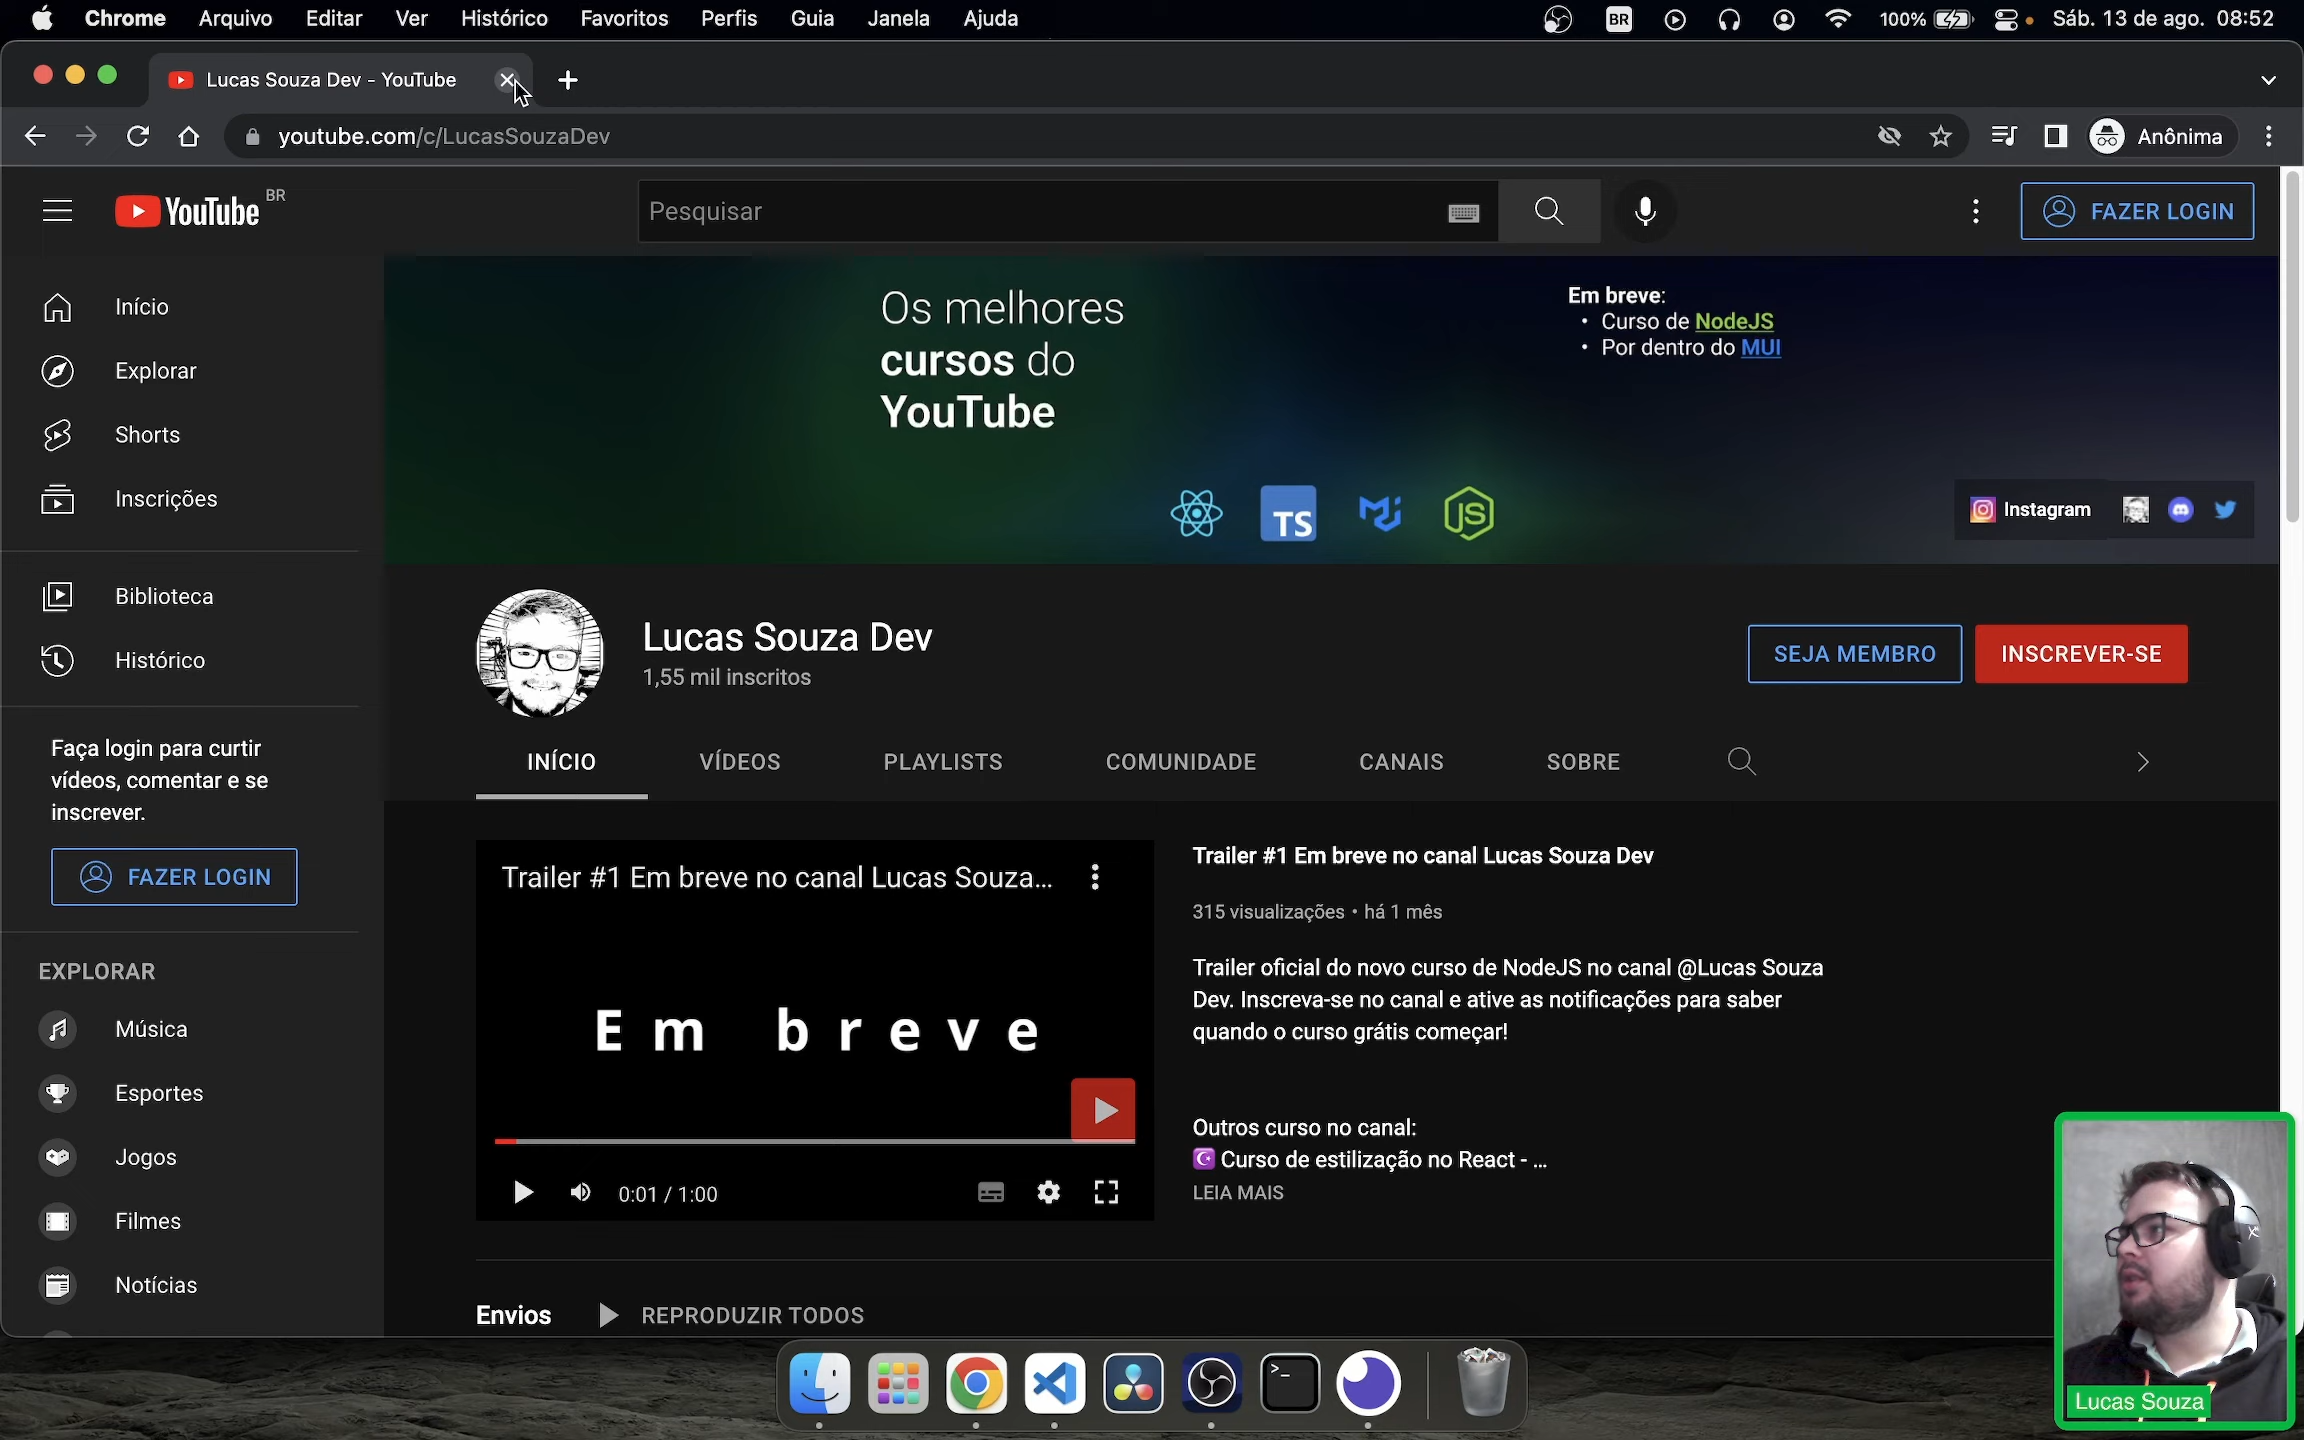 Chrome Arquivo Editar Ver Histórico Favoritos Perfis Guia Janela Ajuda
BR 100% Sáb. 13 de ago. 08:52
Lucas Souza Dev - YouTube
youtube.com/c/LucasSouzaDev
Anônima
YouTube BR
Pesquisar
FAZER LOGIN
Início
Explorar
Shorts
Inscrições
Biblioteca
Histórico
Faça login para curtir
vídeos, comentar e se
inscrever.
FAZER LOGIN
EXPLORAR
Música
Esportes
Jogos
Filmes
Notícias
Os melhores
cursos do
YouTube
Em breve:
• Curso de NodeJS
• Por dentro do MUI
TS
JS
Instagram
Lucas Souza Dev
1,55 mil inscritos
SEJA MEMBRO
INSCREVER-SE
INÍCIO VÍDEOS PLAYLISTS COMUNIDADE CANAIS SOBRE
Trailer #1 Em breve no canal Lucas Souza...
Em breve
0:01 / 1:00
Trailer #1 Em breve no canal Lucas Souza Dev
315 visualizações • há 1 mês
Trailer oficial do novo curso de NodeJS no canal @Lucas Souza
Dev. Inscreva-se no canal e ative as notificações para saber
quando o curso grátis começar!
Outros curso no canal:
☪️ Curso de estilização no React - ...
LEIA MAIS
Envios REPRODUZIR TODOS
Lucas Souza